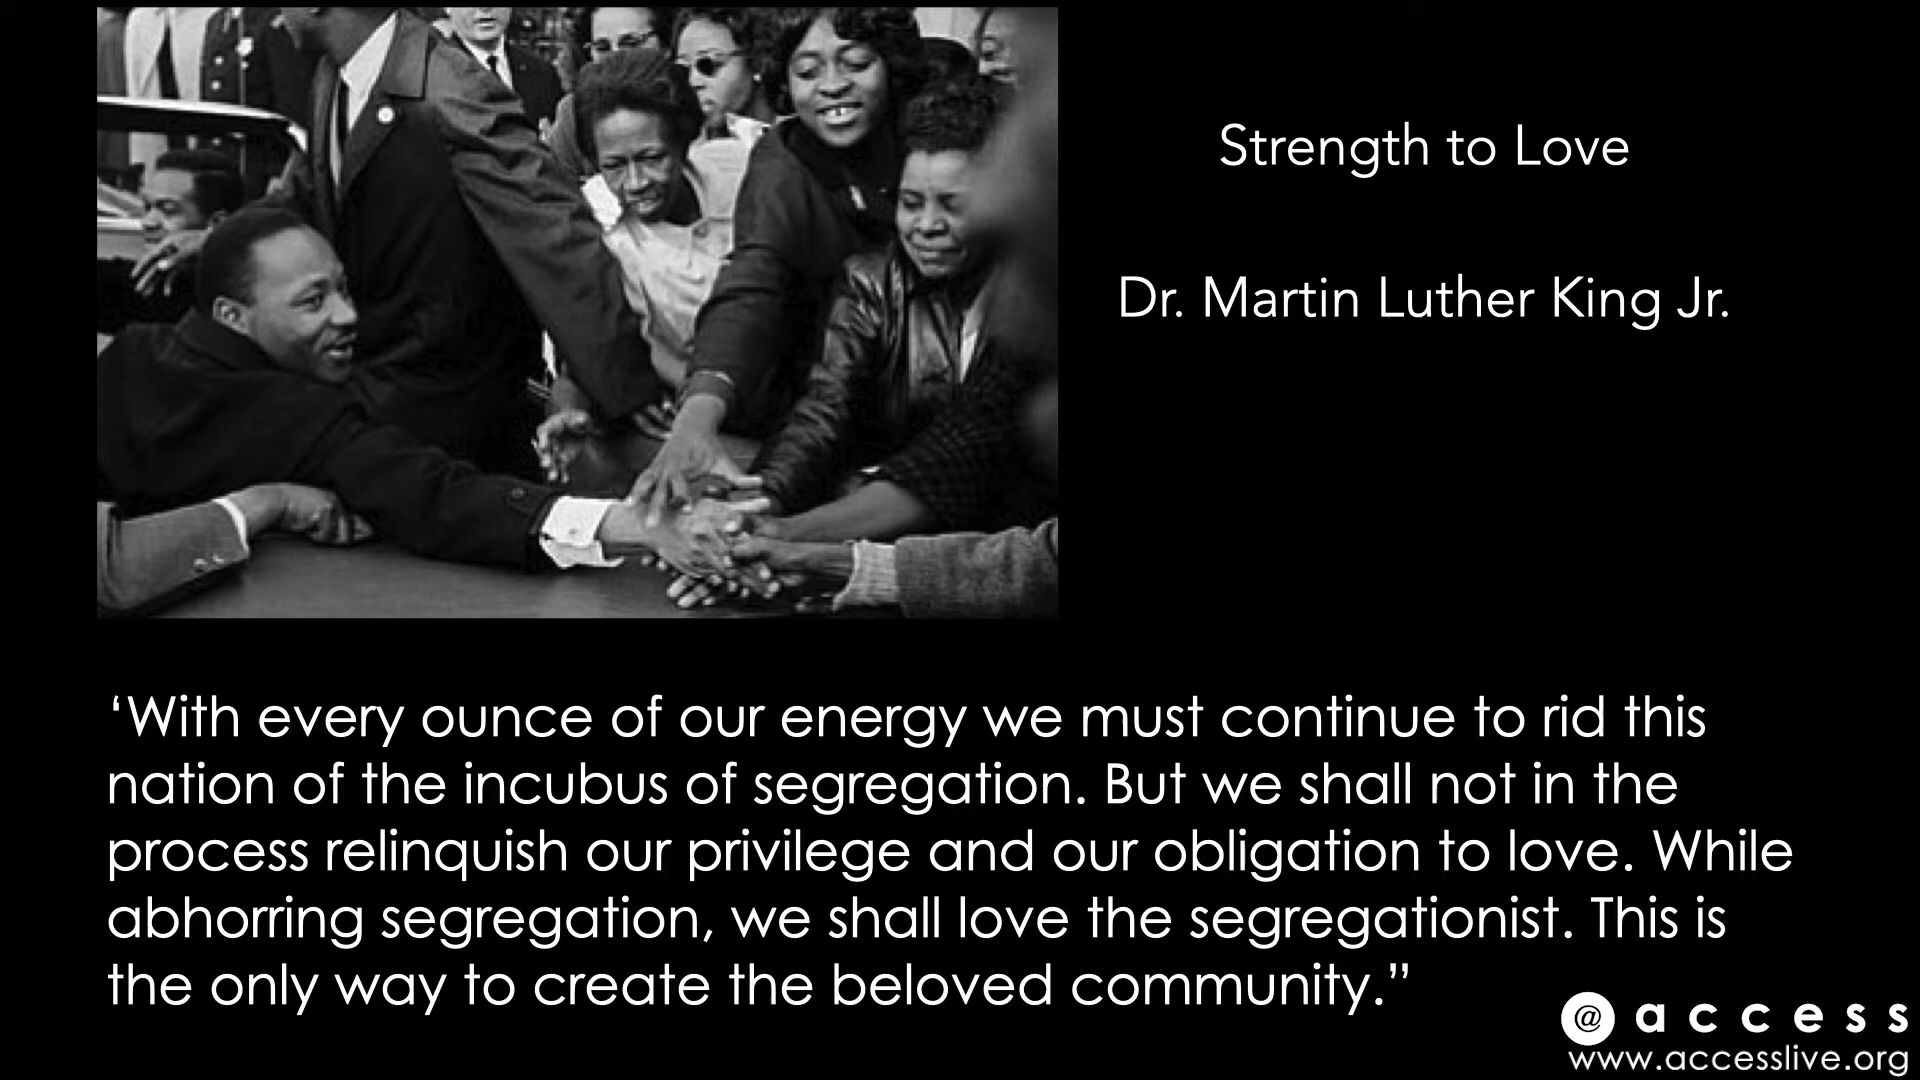 Strength to Love
Dr. Martin Luther King Jr.
‘With every ounce of our energy we must continue to rid this
nation of the incubus of segregation. But we shall not in the
process relinquish our privilege and our obligation to love. While
abhorring segregation, we shall love the segregationist. This is
the only way to create the beloved community.”
@ access
www.accesslive.org